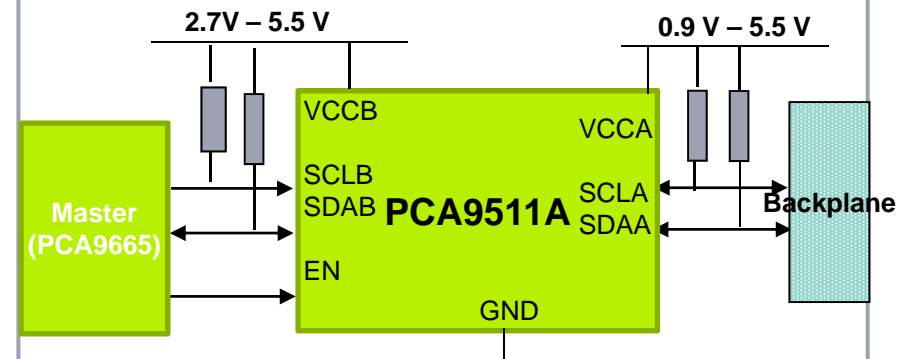 2.7V – 5.5 V
0.9 V – 5.5 V
VCCB
VCCA
SCLB
SDAB
PCA9511A
SCLA
SDAA
Master
(PCA9665)
Backplane
EN
GND